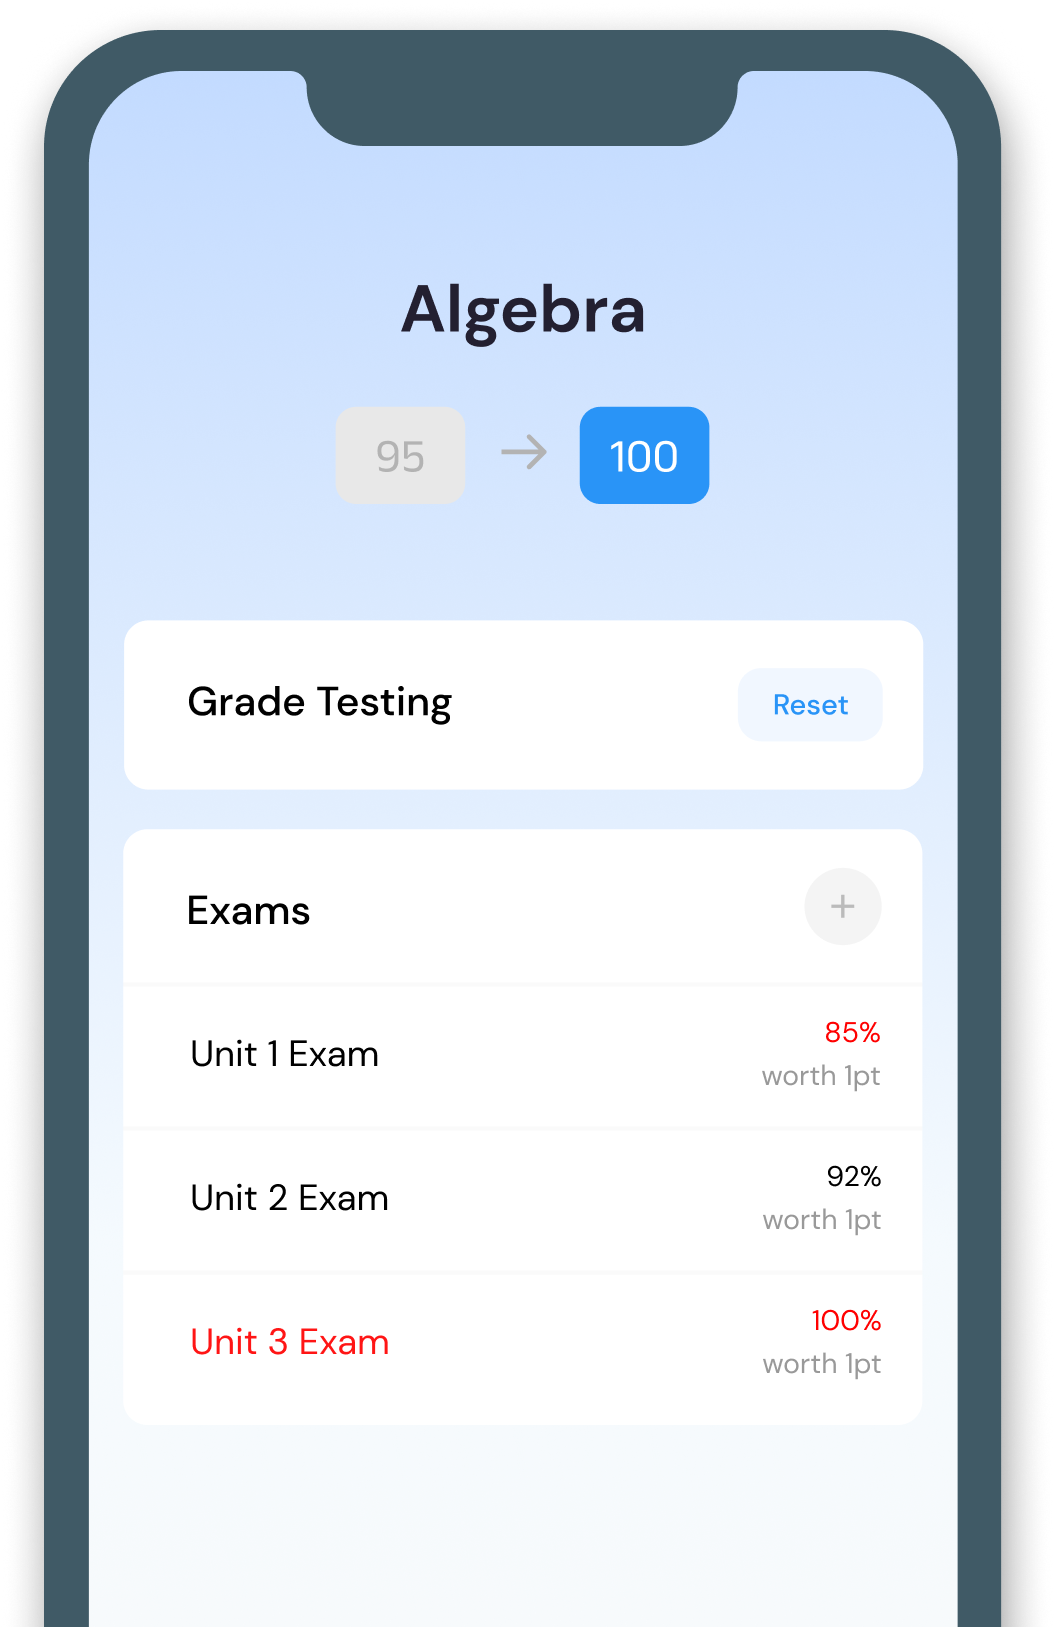 Algebra
95 → 100
Grade Testing
Reset
Exams
+
Unit 1 Exam
85%
worth 1pt
Unit 2 Exam
92%
worth 1pt
Unit 3 Exam
100%
worth 1pt